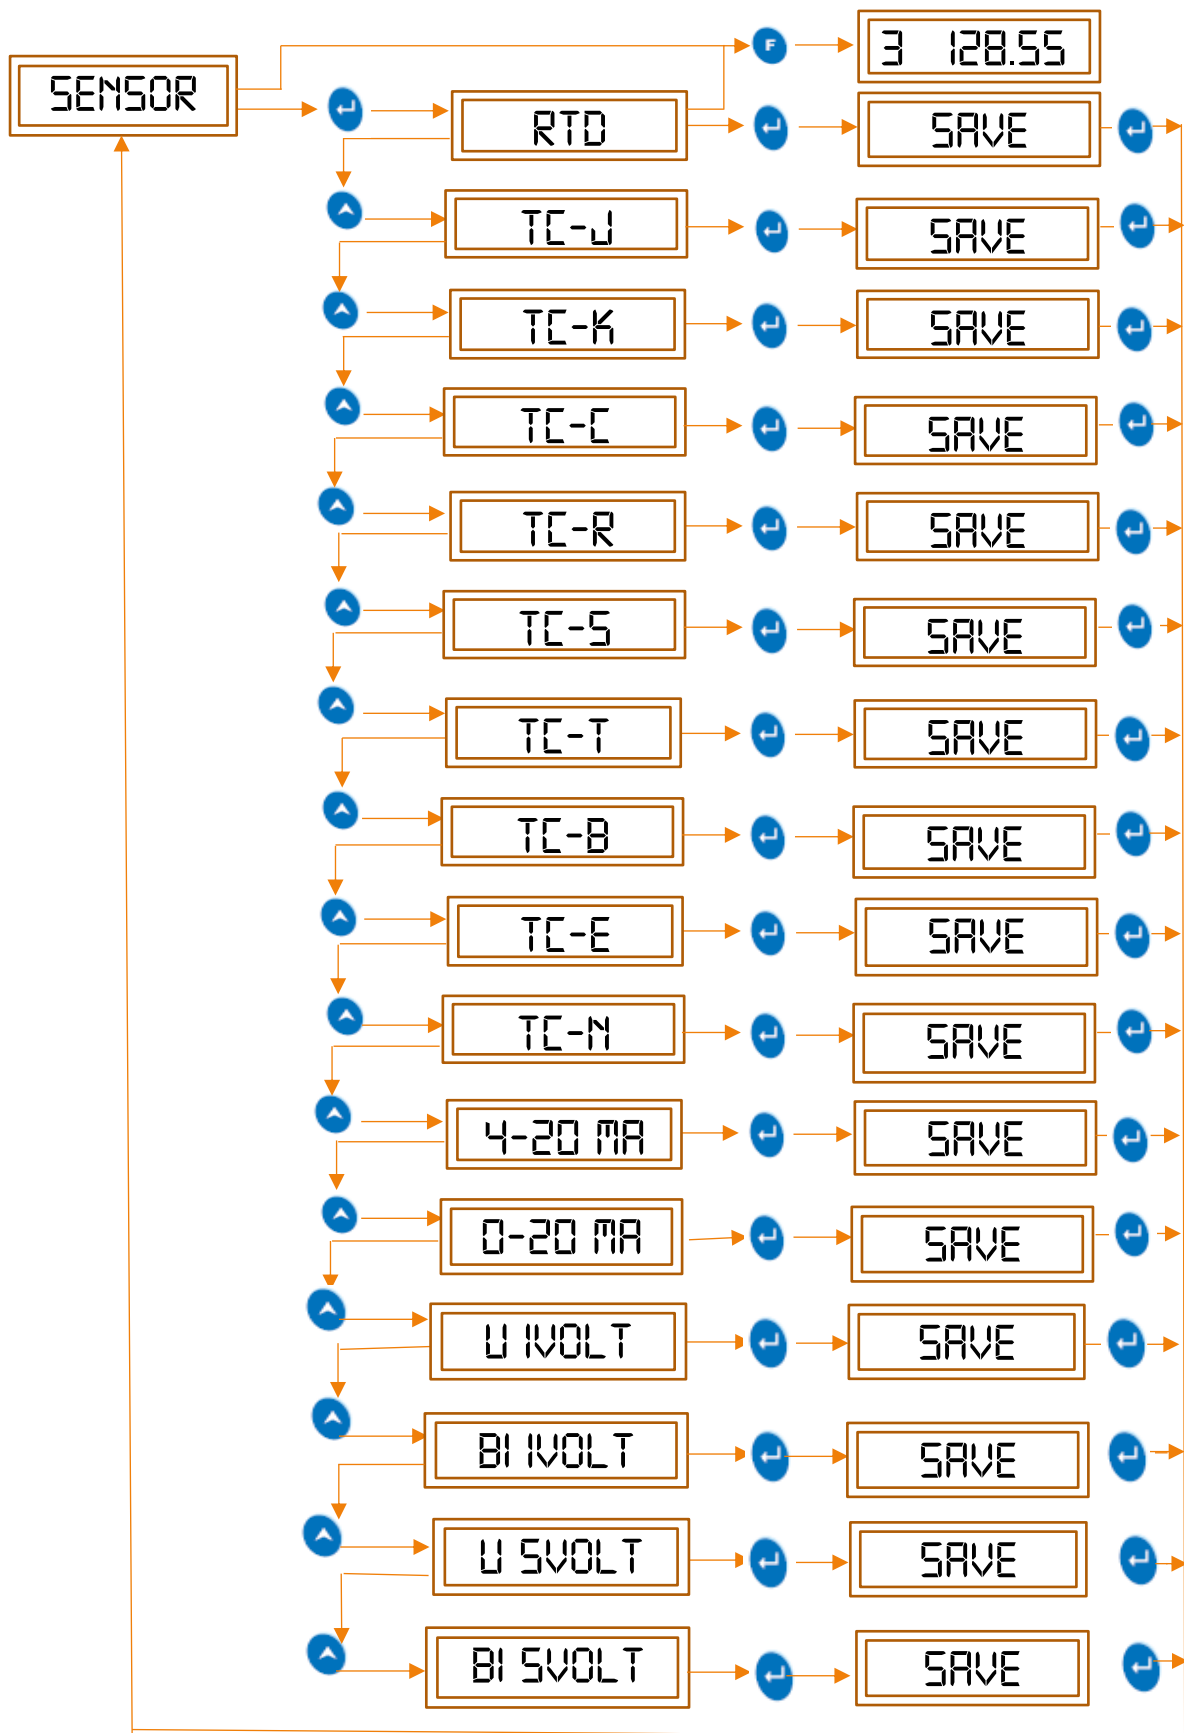 F
3 128.55
SENSOR
RTD
SAVE
TC-J
SAVE
TC-K
SAVE
TC-C
SAVE
TC-R
SAVE
TC-S
SAVE
TC-T
SAVE
TC-B
SAVE
TC-E
SAVE
TC-N
SAVE
4-20 MA
SAVE
0-20 MA
SAVE
U 1VOLT
SAVE
BI 1VOLT
SAVE
U 5VOLT
SAVE
BI 5VOLT
SAVE